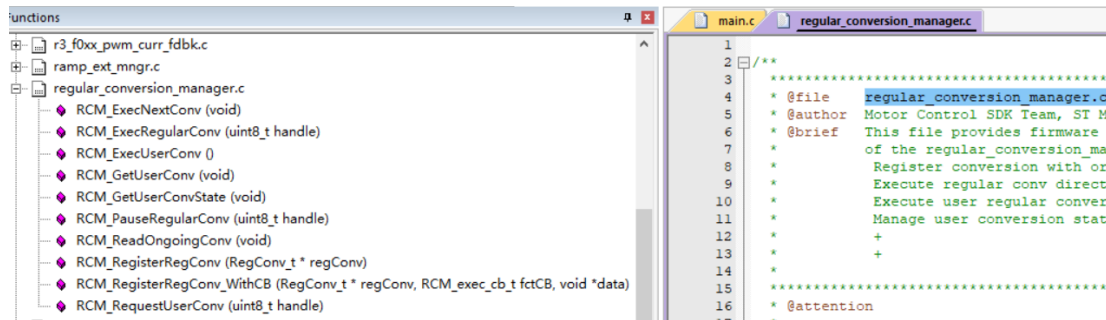 Functions
r3_f0xx_pwm_curr_fdbk.c
ramp_ext_mngr.c
regular_conversion_manager.c
RCM_ExecNextConv (void)
RCM_ExecRegularConv (uint8_t handle)
RCM_ExecUserConv ()
RCM_GetUserConv (void)
RCM_GetUserConvState (void)
RCM_PauseRegularConv (uint8_t handle)
RCM_ReadOngoingConv (void)
RCM_RegisterRegConv (RegConv_t * regConv)
RCM_RegisterRegConv_WithCB (RegConv_t * regConv, RCM_exec_cb_t fctCB, void *data)
RCM_RequestUserConv (uint8_t handle)
main.c regular_conversion_manager.c
1
2 /**
3 ***************************************
4 * @file regular_conversion_manager.c
5 * @author Motor Control SDK Team, ST M
6 * @brief This file provides firmware
7 * of the regular_conversion_ma
8 * Register conversion with or
9 * Execute regular conv direct
10 * Execute user regular conver
11 * Manage user conversion stat
12 * +
13 * +
14 *
15 ***************************************
16 * @attention